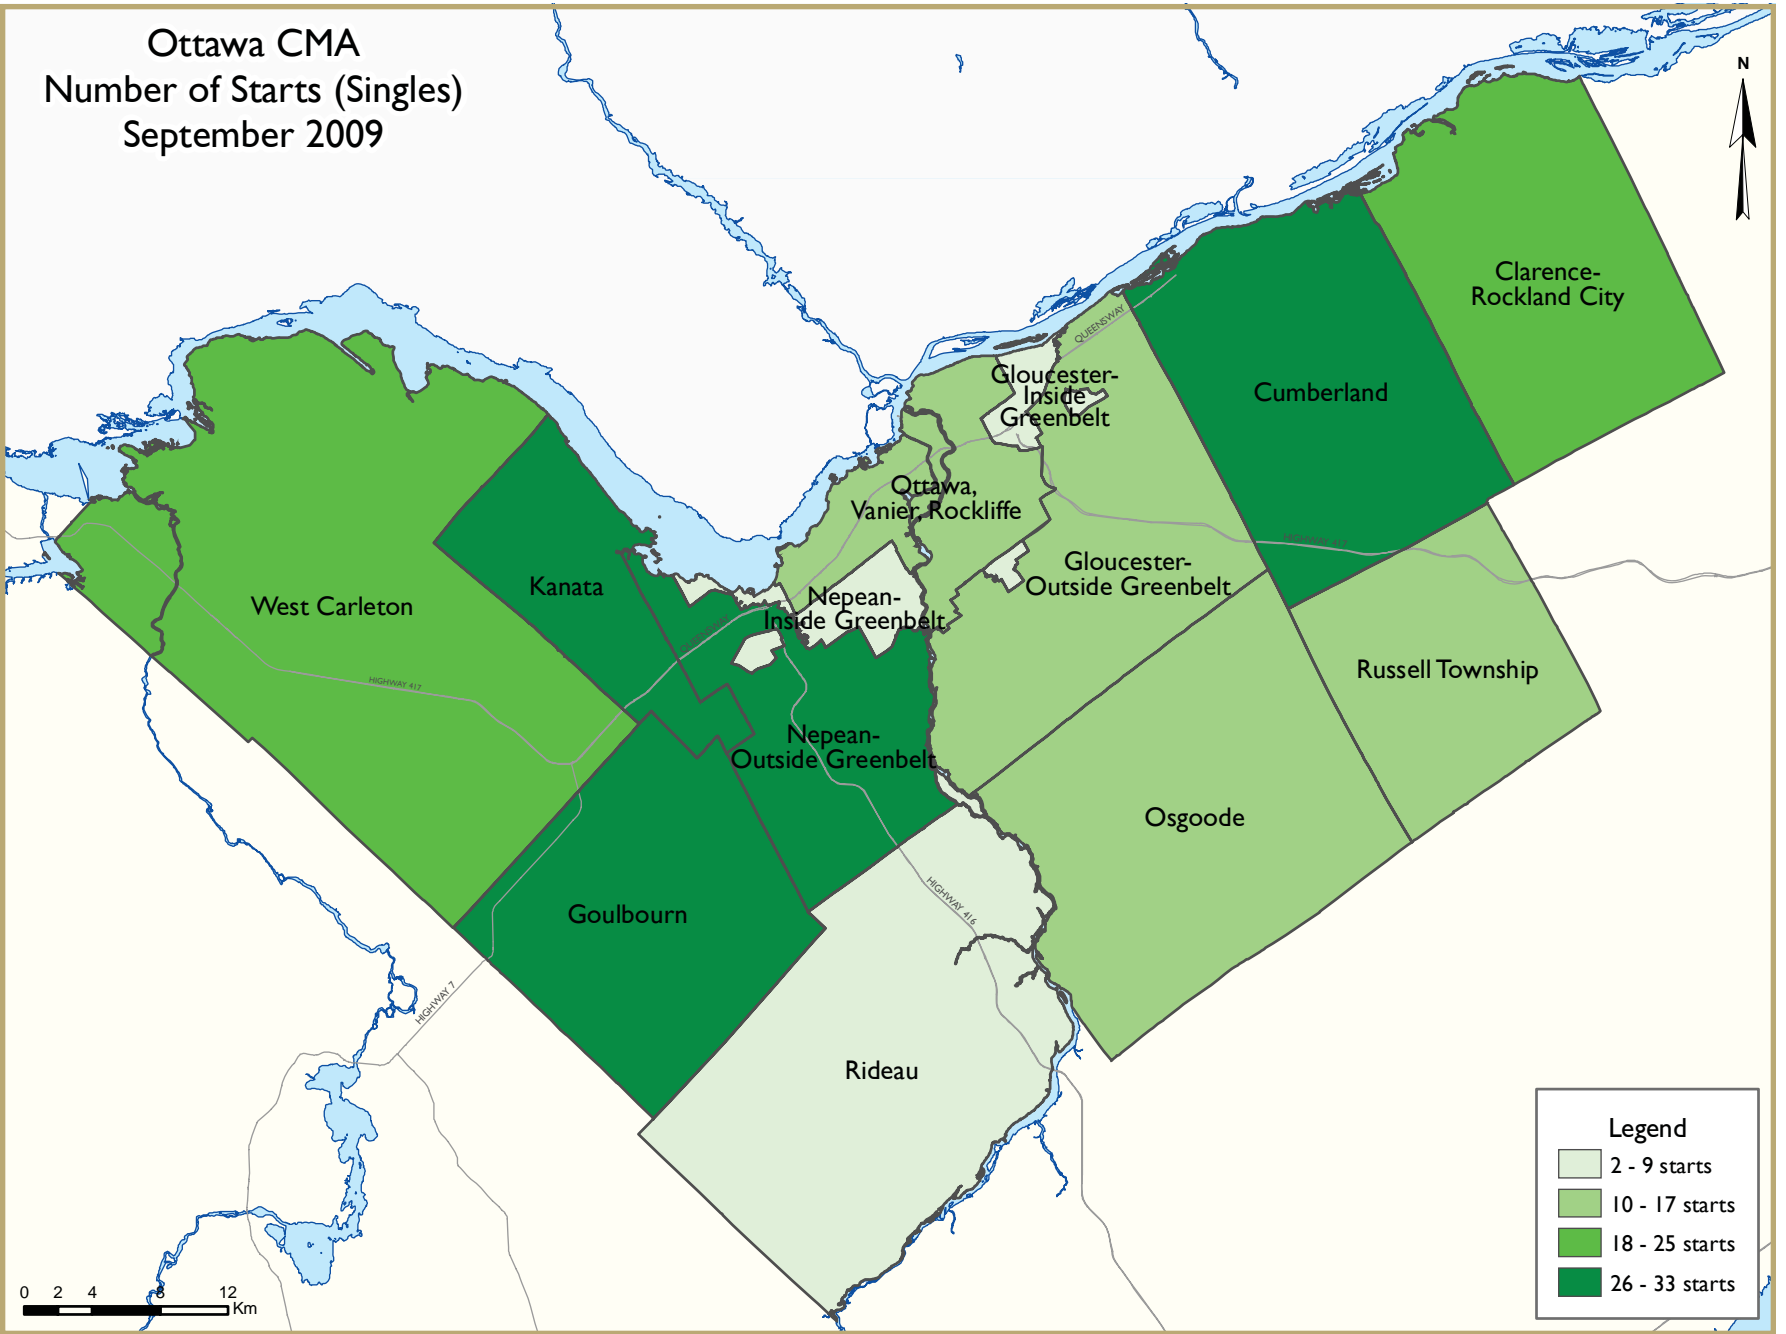 Ottawa CMA
Number of Starts (Singles)
September 2009
N
Clarence-
Rockland City
QUEENSWAY
Gloucester-
Inside
Greenbelt
Cumberland
Ottawa,
Vanier, Rockliffe
HIGHWAY 417
Gloucester-
Outside Greenbelt
Kanata
West Carleton
Nepean-
Inside Greenbelt
QUEENSWAY
Russell Township
HIGHWAY 417
Nepean-
Outside Greenbelt
Osgoode
HIGHWAY 416
Goulbourn
HIGHWAY 7
Rideau
Legend
2 - 9 starts
10 - 17 starts
18 - 25 starts
26 - 33 starts
0 2 4 8 12
Km